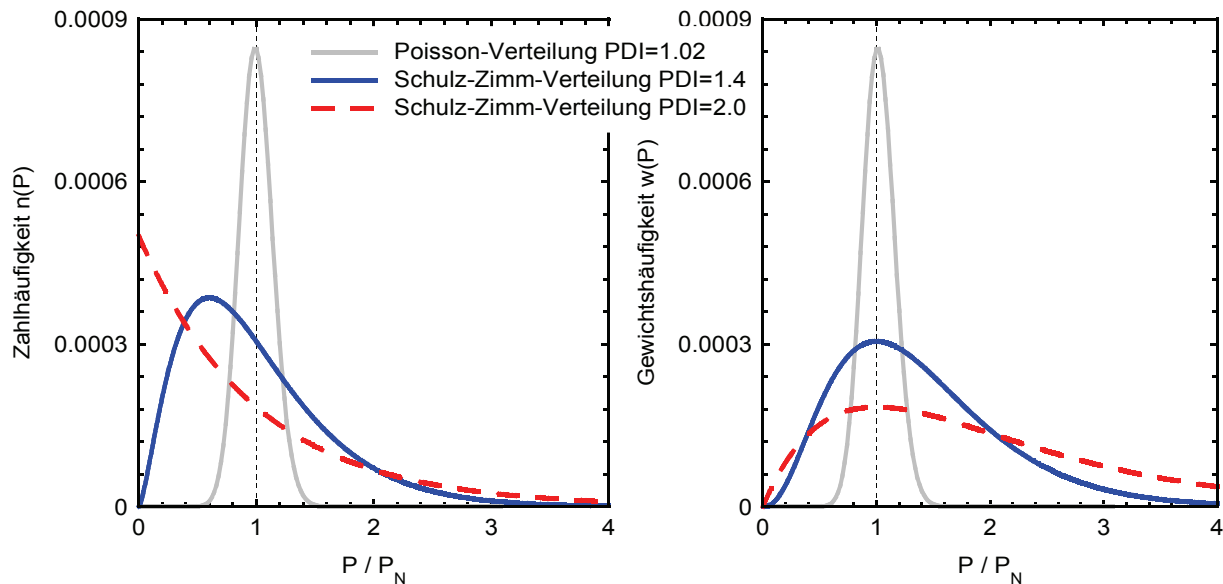 0.0009
0.0006
0.0003
0
Zahlhäufigkeit n(P)
0
1
2
3
4
P / P_N
Poisson-Verteilung PDI=1.02
Schulz-Zimm-Verteilung PDI=1.4
Schulz-Zimm-Verteilung PDI=2.0
0.0009
0.0006
0.0003
0
Gewichtshäufigkeit w(P)
0
1
2
3
4
P / P_N